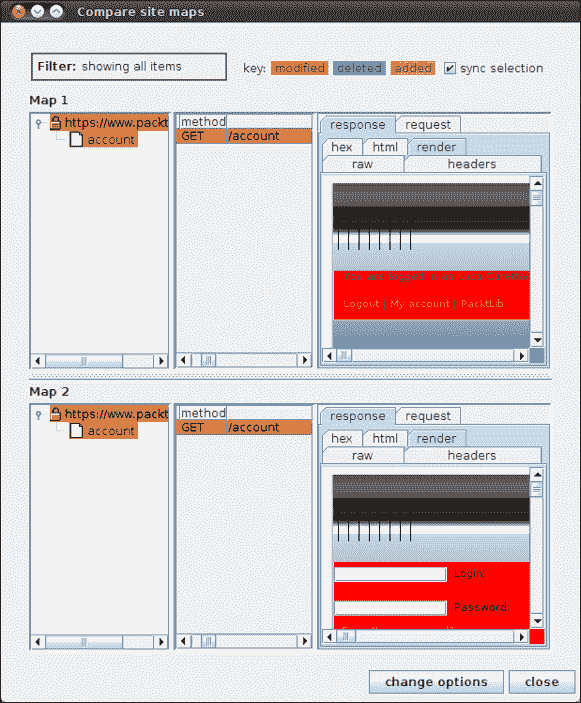 Compare site maps
Filter: showing all items key: modified deleted added sync selection
Map 1
https://www.packt
account
method
GET /account
response request
hex html render
raw headers
Logout | My account | PacktLib
Map 2
https://www.packt
account
method
GET /account
response request
hex html render
raw headers
Login:
Password:
change options close